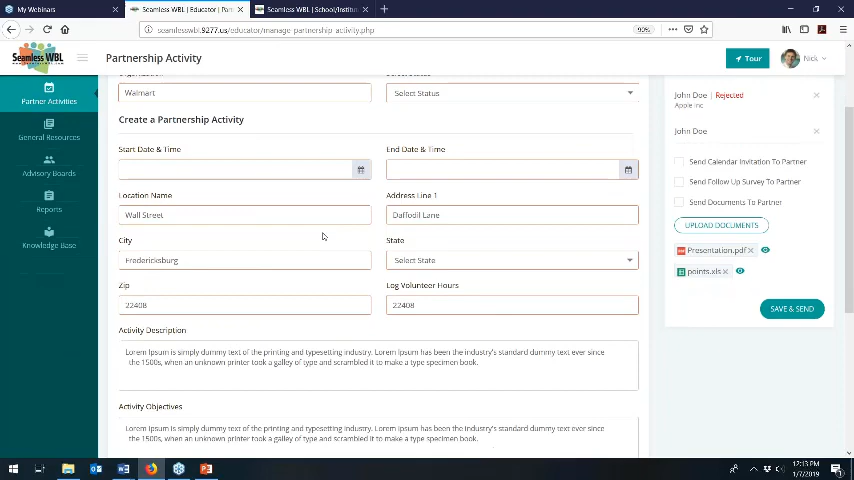 My Webinars
Seamless WBL | Educator | Part
Seamless WBL | School/Institu
seamlesswbl.9277.us/educator/manage-partnership-activity.php
90%
Seamless WBL
Partnership Activity
Tour
Nick
Partner Activities
General Resources
Advisory Boards
Reports
Knowledge Base
Walmart
Select Status
Create a Partnership Activity
Start Date & Time
End Date & Time
Location Name
Address Line 1
Wall Street
Daffodil Lane
City
State
Fredericksburg
Select State
Zip
Log Volunteer Hours
22408
22408
Activity Description
Lorem Ipsum is simply dummy text of the printing and typesetting industry. Lorem Ipsum has been the industry's standard dummy text ever since
the 1500s, when an unknown printer took a galley of type and scrambled it to make a type specimen book.
Activity Objectives
Lorem Ipsum is simply dummy text of the printing and typesetting industry. Lorem Ipsum has been the industry's standard dummy text ever since
the 1500s, when an unknown printer took a galley of type and scrambled it to make a type specimen book.
John Doe | Rejected
Apple inc
John Doe
Send Calendar Invitation To Partner
Send Follow Up Survey To Partner
Send Documents To Partner
UPLOAD DOCUMENTS
Presentation.pdf
points.xls
SAVE & SEND
12:13 PM
1/7/2019